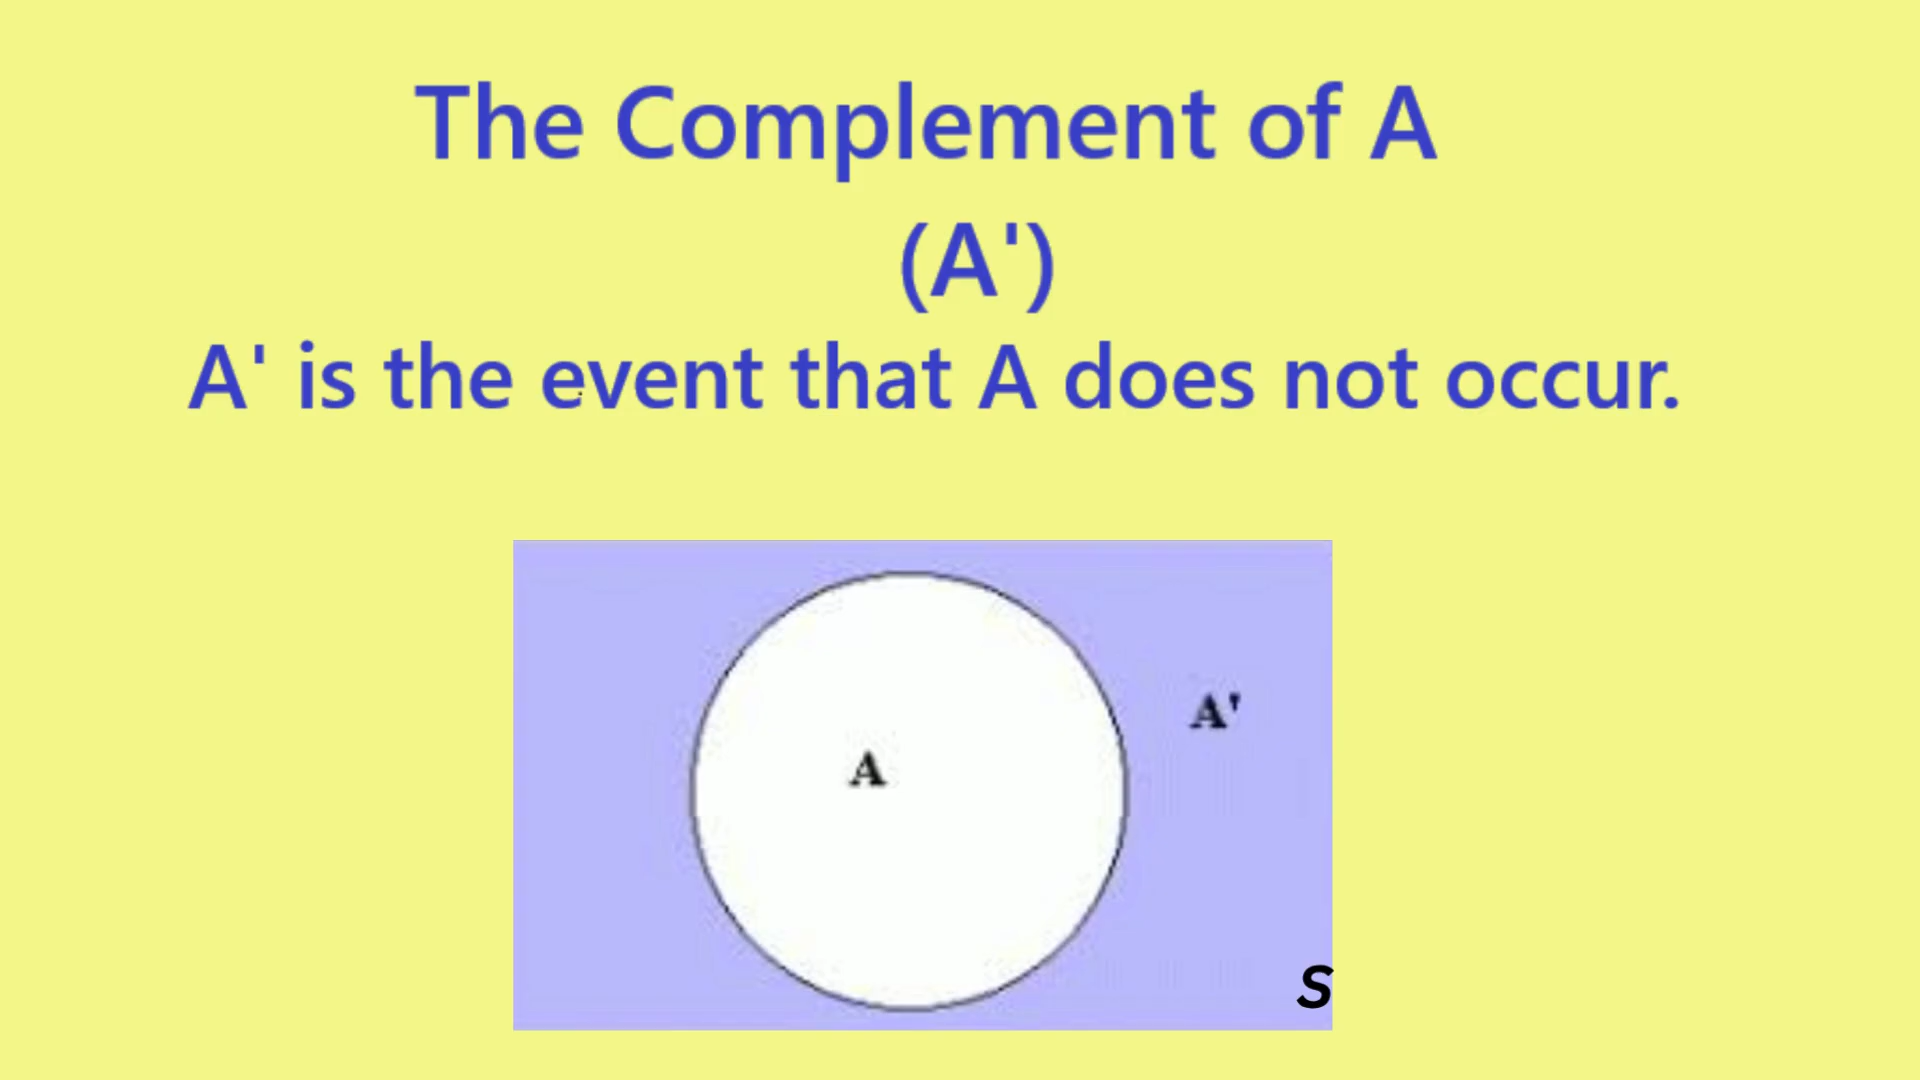 The Complement of A
(A')
A' is the event that A does not occur.
A'
A
S